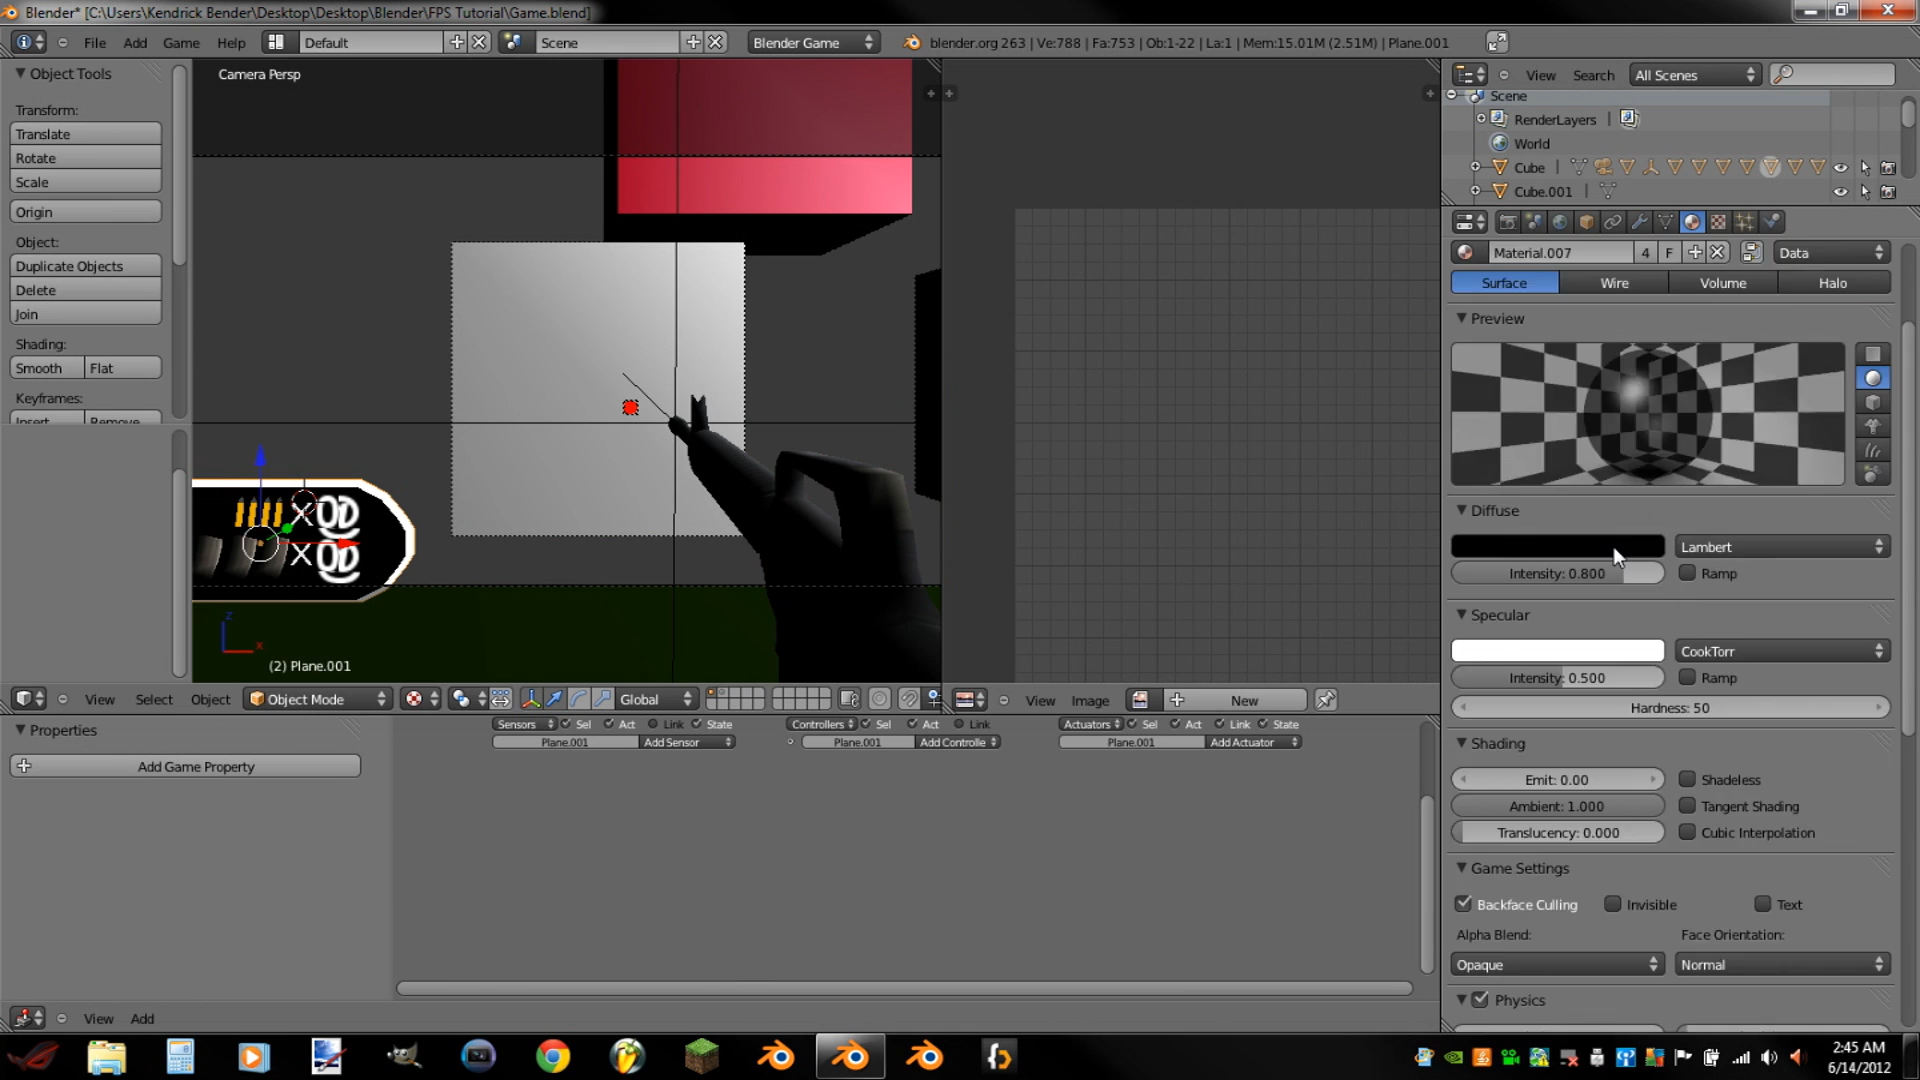 Blender* [C:\Users\Kendrick Bender\Desktop\Desktop\Blender\FPS Tutorial\Game.blend]
File Add Game Help Default Scene Blender Game blender.org 263 | Ve:788 | Fa:753 | Ob:1-22 | La:1 | Mem:15.01M (2.51M) | Plane.001
Object Tools
Transform:
Translate
Rotate
Scale
Origin
Object:
Duplicate Objects
Delete
Join
Shading:
Smooth Flat
Keyframes:
Insert Remove
Camera Persp
(2) Plane.001
z
x
View Select Object Object Mode Global
View Image New
View Search All Scenes
Scene
RenderLayers |
World
Cube |
Cube.001 |
Material.007 4 F Data
Surface Wire Volume Halo
Preview
Diffuse
Lambert
Intensity: 0.800 Ramp
Specular
CookTorr
Intensity: 0.500 Ramp
Hardness: 50
Shading
Emit: 0.00 Shadeless
Ambient: 1.000 Tangent Shading
Translucency: 0.000 Cubic Interpolation
Game Settings
Backface Culling Invisible Text
Alpha Blend: Face Orientation:
Opaque Normal
Physics
Properties
Add Game Property
Sensors Sel Act Link State Controllers Sel Act Link Actuators Sel Act Link State
Plane.001 Add Sensor Plane.001 Add Controlle Plane.001 Add Actuator
View Add
2:45 AM
6/14/2012